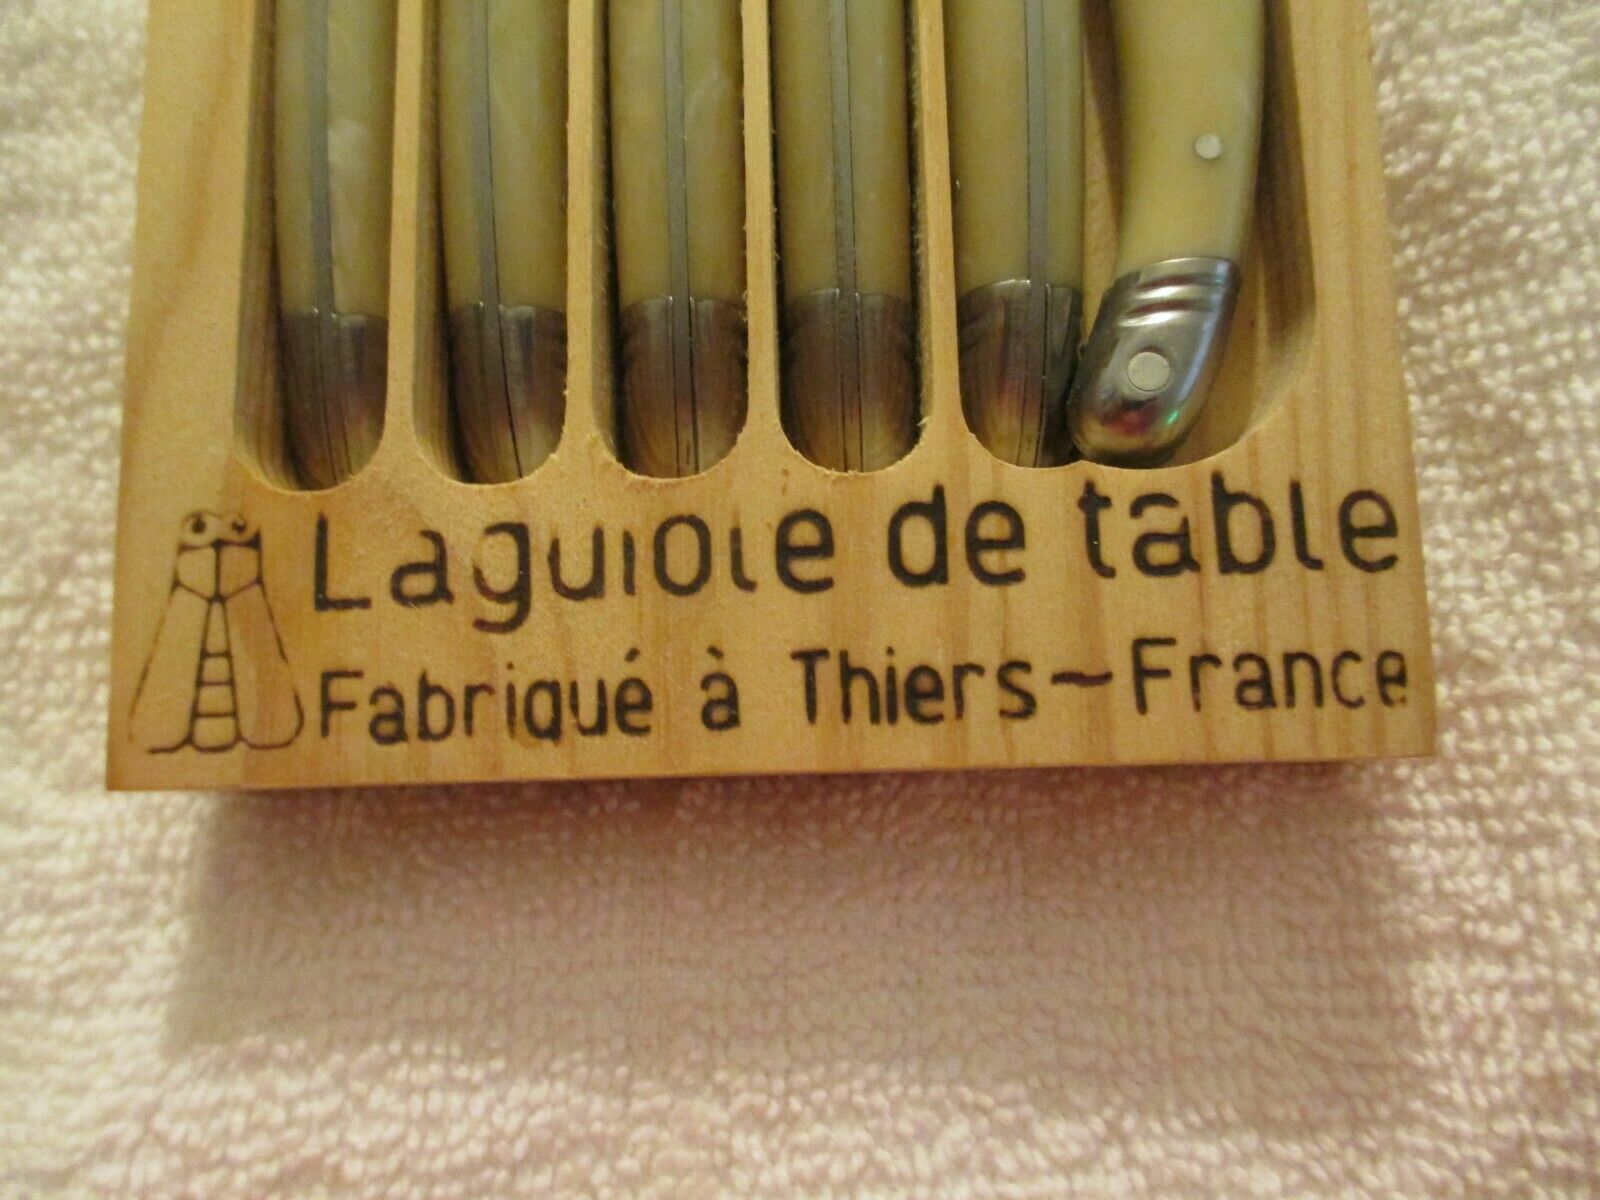 Laguiole de table
Fabriqué à Thiers~France